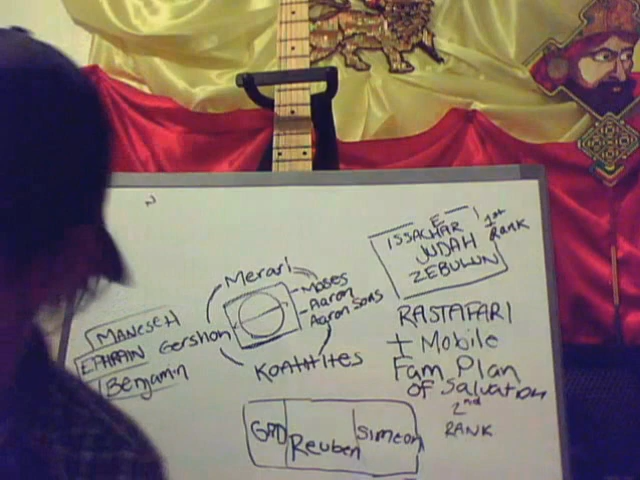 E
ISSACHAR
JUDAH
ZEBULUN
1st
Rank
Merari
Moses
Aaron
Aaron Sons
Gershon
KOAHHItes
MANESEH
EPHRAIN
Benjamin
RASTAFARI
+ Mobile
Fam Plan
of Salvation
2nd
RANK
GAD Reuben Simeon